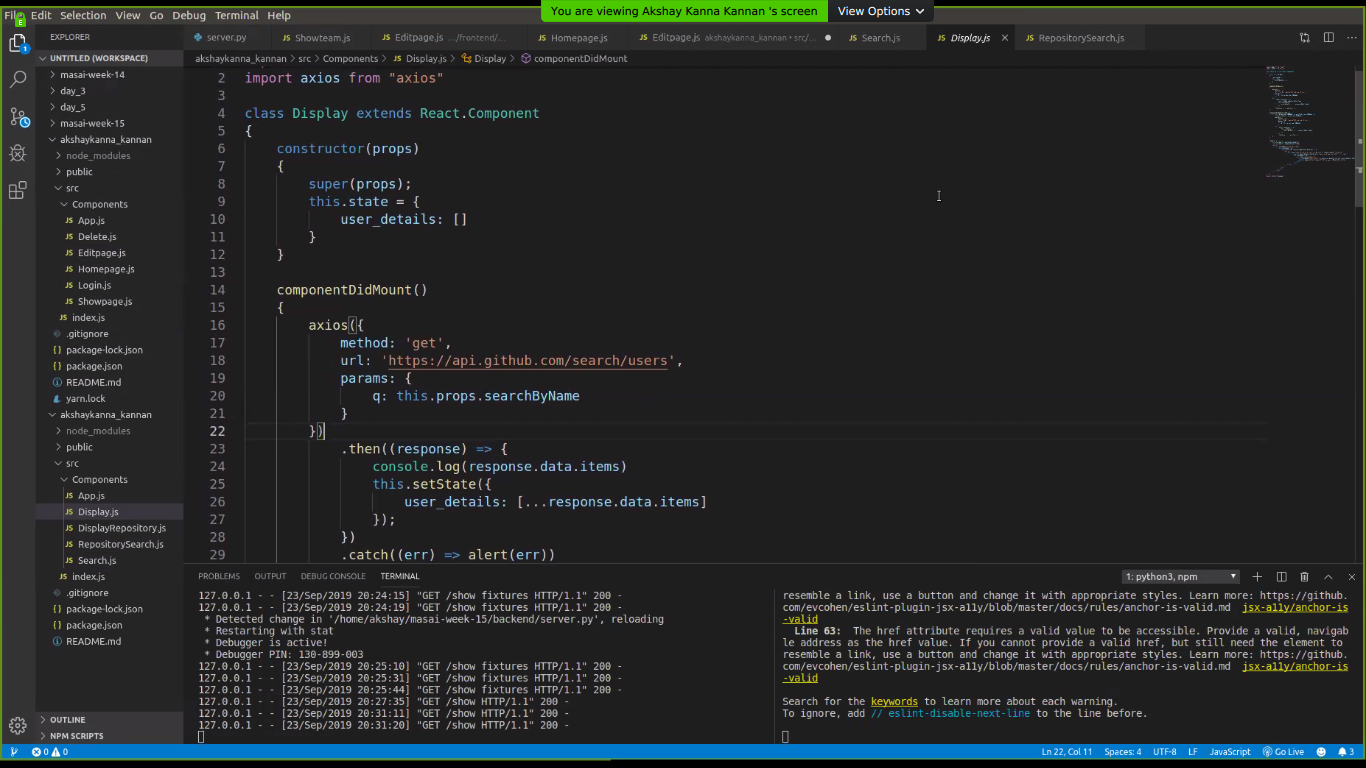 You are viewing Akshay Kanna Kannan 's screen
View Options
File Edit Selection View Go Debug Terminal Help
EXPLORER
UNTITLED (WORKSPACE)
masai-week-14
day_3
day_5
masai-week-15
akshaykanna_kannan
node_modules
public
src
Components
JS App.js
JS Delete.js
JS Editpage.js
JS Homepage.js
JS Login.js
JS Showpage.js
JS index.js
.gitignore
{} package-lock.json
{} package.json
README.md
yarn.lock
akshaykanna_kannan
node_modules
public
src
Components
JS App.js
JS Display.js
JS DisplayRepository.js
JS RepositorySearch.js
JS Search.js
JS index.js
.gitignore
{} package-lock.json
{} package.json
README.md
OUTLINE
NPM SCRIPTS
server.py
JS Showteam.js
JS Editpage.js .../frontend/...
JS Homepage.js
JS Editpage.js akshaykanna_kannan • src/...
JS Search.js
JS Display.js
JS RepositorySearch.js
akshaykanna_kannan > src > Components > JS Display.js > Display > componentDidMount
2 import axios from "axios"
3
4 class Display extends React.Component
5 {
6 constructor(props)
7 {
8 super(props);
9 this.state = {
10 user_details: []
11 }
12 }
13
14 componentDidMount()
15 {
16 axios({
17 method: 'get',
18 url: 'https://api.github.com/search/users',
19 params: {
20 q: this.props.searchByName
21 }
22 })
23 .then((response) => {
24 console.log(response.data.items)
25 this.setState({
26 user_details: [...response.data.items]
27 });
28 })
29 .catch((err) => alert(err))
PROBLEMS OUTPUT DEBUG CONSOLE TERMINAL
1: python3, npm
127.0.0.1 - - [23/Sep/2019 20:24:15] "GET /show fixtures HTTP/1.1" 200 -
127.0.0.1 - - [23/Sep/2019 20:24:19] "GET /show fixtures HTTP/1.1" 200 -
* Detected change in '/home/akshay/masai-week-15/backend/server.py', reloading
* Restarting with stat
* Debugger is active!
* Debugger PIN: 130-899-003
127.0.0.1 - - [23/Sep/2019 20:25:10] "GET /show fixtures HTTP/1.1" 200 -
127.0.0.1 - - [23/Sep/2019 20:25:31] "GET /show fixtures HTTP/1.1" 200 -
127.0.0.1 - - [23/Sep/2019 20:25:44] "GET /show fixtures HTTP/1.1" 200 -
127.0.0.1 - - [23/Sep/2019 20:27:35] "GET /show HTTP/1.1" 200 -
127.0.0.1 - - [23/Sep/2019 20:31:11] "GET /show HTTP/1.1" 200 -
127.0.0.1 - - [23/Sep/2019 20:31:20] "GET /show HTTP/1.1" 200 -
resemble a link, use a button and change it with appropriate styles. Learn more: https://github.
com/evcohen/eslint-plugin-jsx-a11y/blob/master/docs/rules/anchor-is-valid.md jsx-a11y/anchor-is
-valid
Line 63: The href attribute requires a valid value to be accessible. Provide a valid, navigab
le address as the href value. If you cannot provide a valid href, but still need the element to
resemble a link, use a button and change it with appropriate styles. Learn more: https://github.
com/evcohen/eslint-plugin-jsx-a11y/blob/master/docs/rules/anchor-is-valid.md jsx-a11y/anchor-is
-valid
Search for the keywords to learn more about each warning.
To ignore, add // eslint-disable-next-line to the line before.
0 0
Ln 22, Col 11 Spaces: 4 UTF-8 LF JavaScript Go Live 3